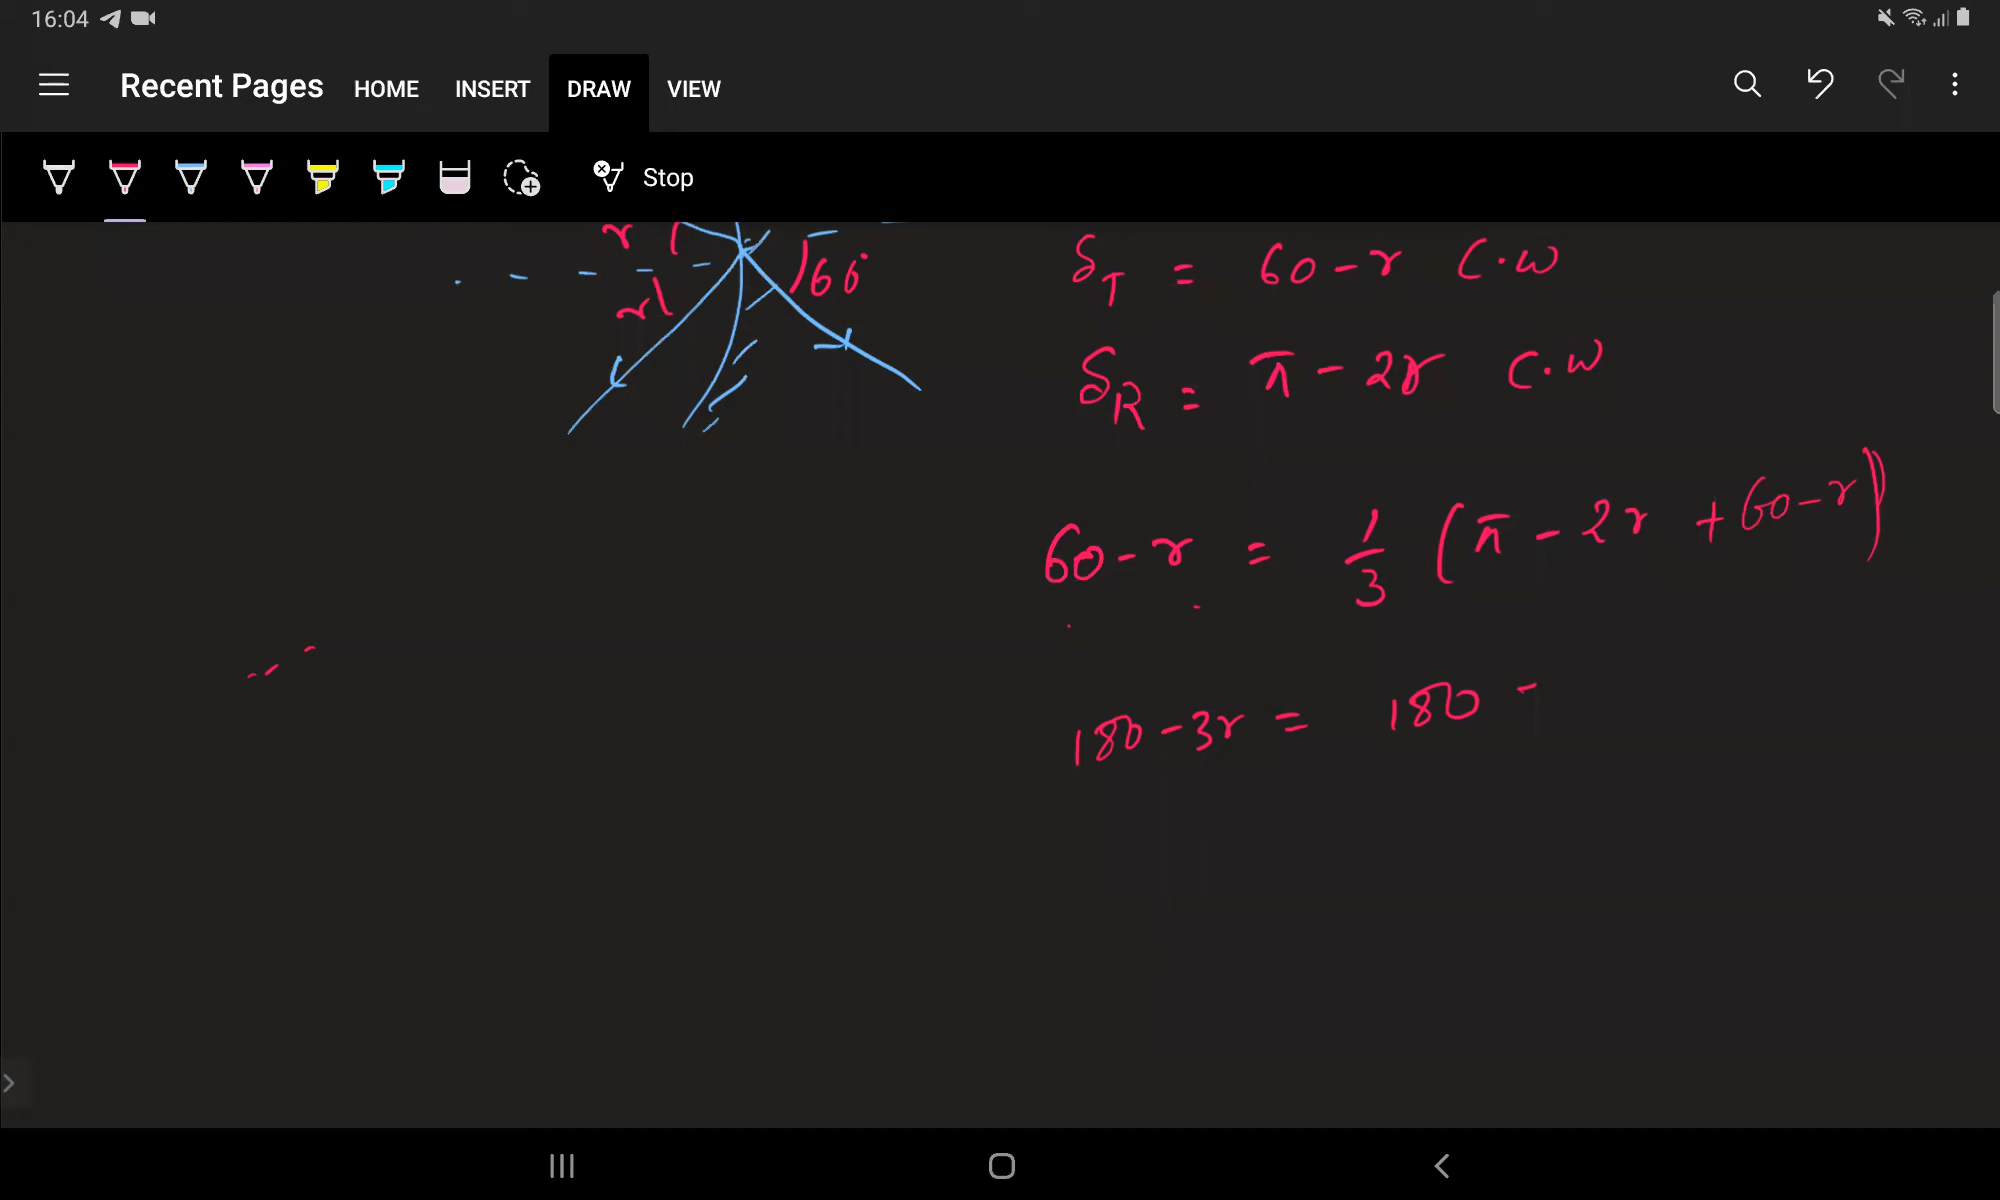 16:04
Recent Pages HOME INSERT DRAW VIEW
Stop
r
r
60°
δT = 60 - r C.W
δR = π - 2r C.W
60 - r = 1/3 (π - 2r + 60 - r)
180 - 3r = 180 -